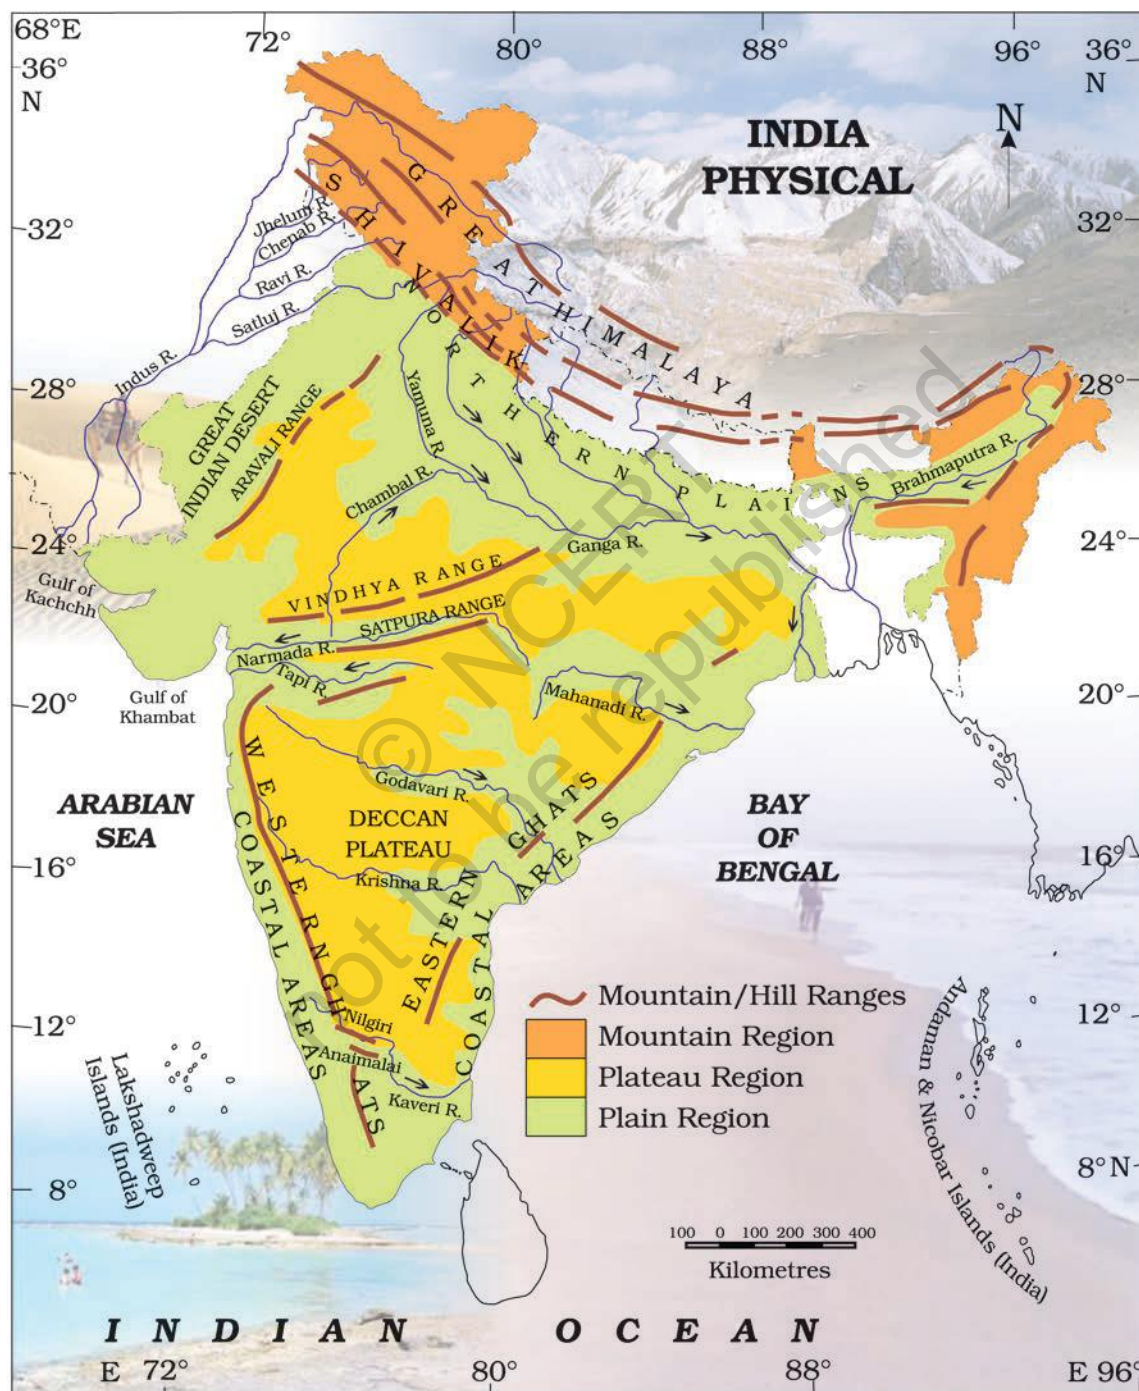 68°E
72°
80°
88°
96°
36°
N
36°
N
N
INDIA
PHYSICAL
32°
32°
28°
28°
24°
24°
20°
20°
16°
16°
12°
12°
8°
8° N
GREAT HIMALAYA
SHIVALIK
Jhelum R.
Chenab R.
Ravi R.
Satluj R.
Indus R.
NORTHERN PLAINS
GREAT
INDIAN DESERT
ARAVALI RANGE
Yamuna R.
Chambal R.
Ganga R.
Brahmaputra R.
Gulf of
Kachchh
VINDHYA RANGE
SATPURA RANGE
Narmada R.
Tapi R.
Gulf of
Khambat
Mahanadi R.
Godavari R.
DECCAN
PLATEAU
Krishna R.
WESTERN GHATS
COASTAL AREAS
EASTERN GHATS
COASTAL AREAS
ARABIAN
SEA
BAY
OF
BENGAL
Nilgiri
Anaimalai
Kaveri R.
Lakshadweep
Islands (India)
Andaman & Nicobar Islands (India)
Mountain/Hill Ranges
Mountain Region
Plateau Region
Plain Region
100 0 100 200 300 400
Kilometres
INDIAN OCEAN
E 72°
80°
88°
E 96°
© NCERT
not to be republished